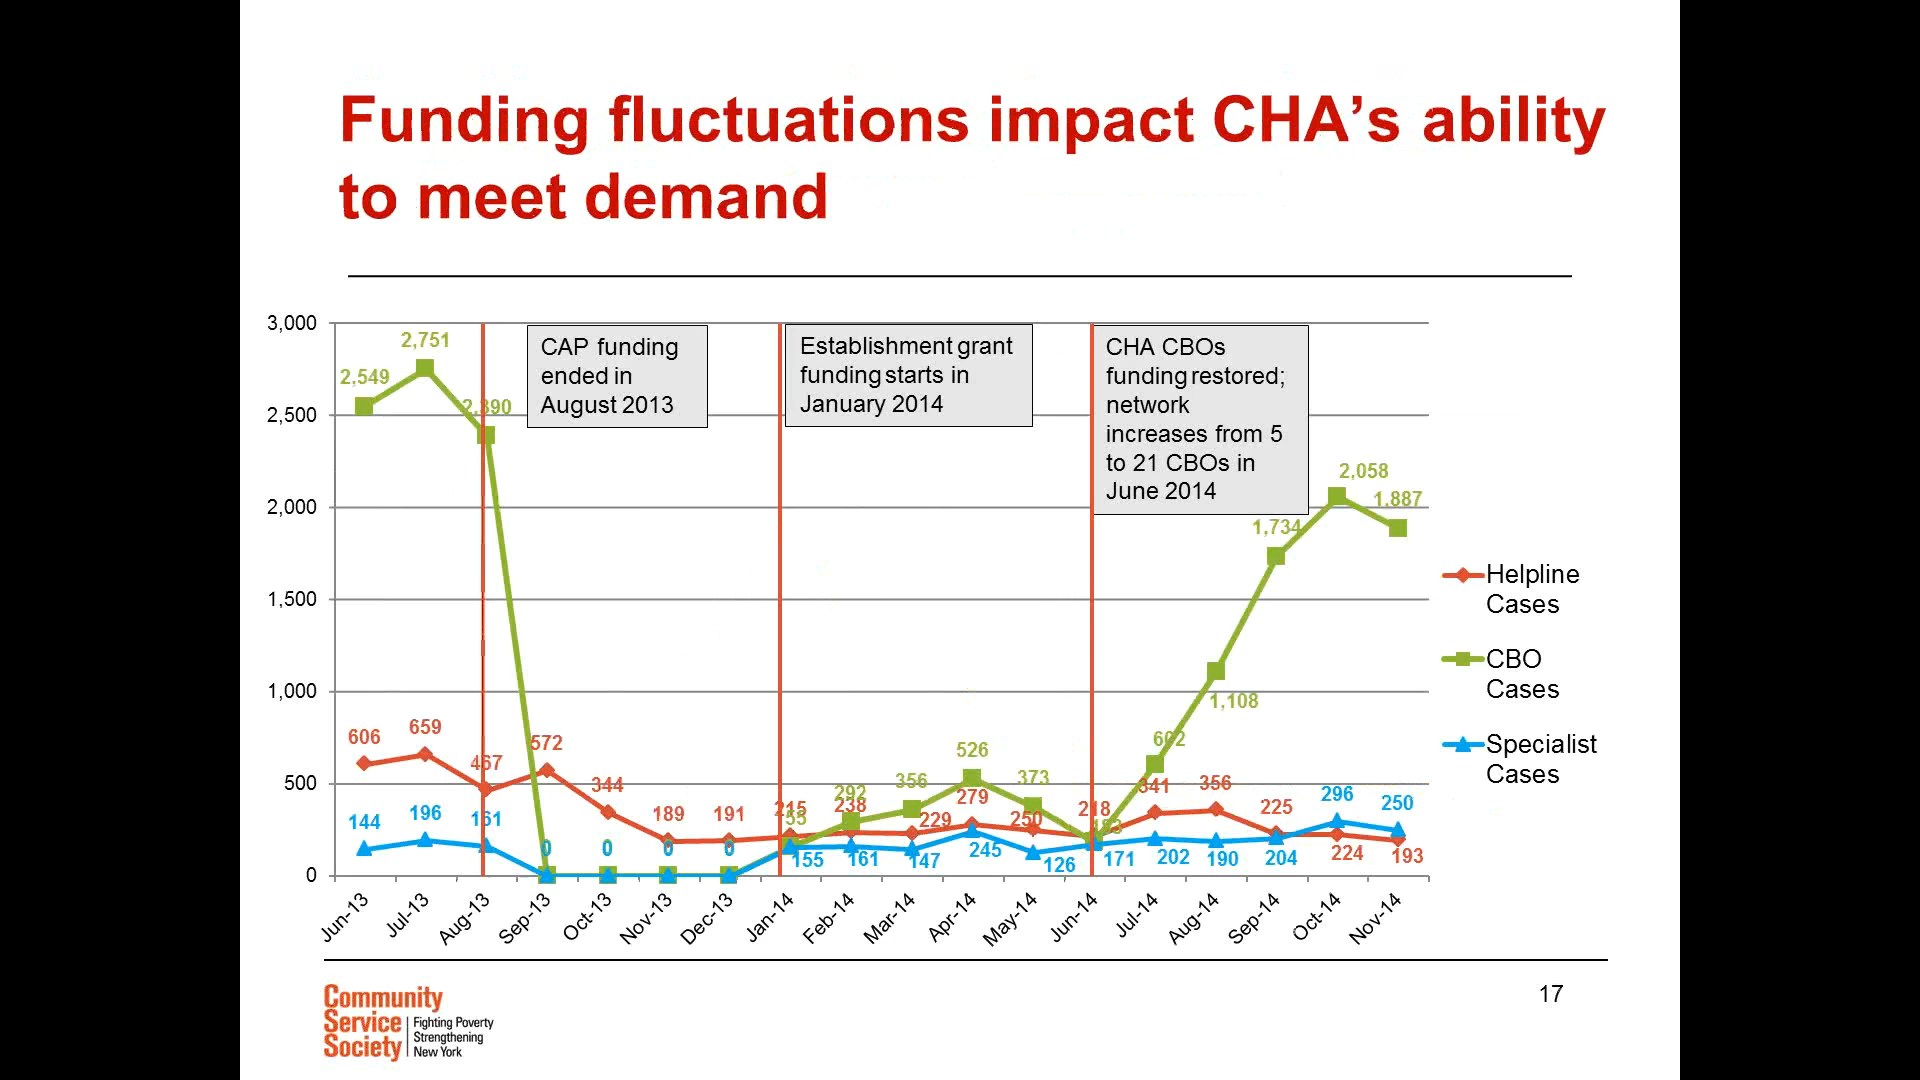 Funding fluctuations impact CHA's ability
to meet demand
3,000
2,500
2,000
1,500
1,000
500
0
CAP funding
ended in
August 2013
Establishment grant
funding starts in
January 2014
CHA CBOs
funding restored;
network
increases from 5
to 21 CBOs in
June 2014
2,549
2,751
2,390
526
373
292
356
602
1,108
1,734
2,058
1,887
606
659
467
572
344
189
191
215
238
229
279
250
218
341
356
225
224
193
144
196
161
0
0
0
0
155
161
147
245
126
171
202
190
204
296
250
Jun-13
Jul-13
Aug-13
Sep-13
Oct-13
Nov-13
Dec-13
Jan-14
Feb-14
Mar-14
Apr-14
May-14
Jun-14
Jul-14
Aug-14
Sep-14
Oct-14
Nov-14
Helpline
Cases
CBO
Cases
Specialist
Cases
Community
Service
Society
Fighting Poverty
Strengthening
New York
17